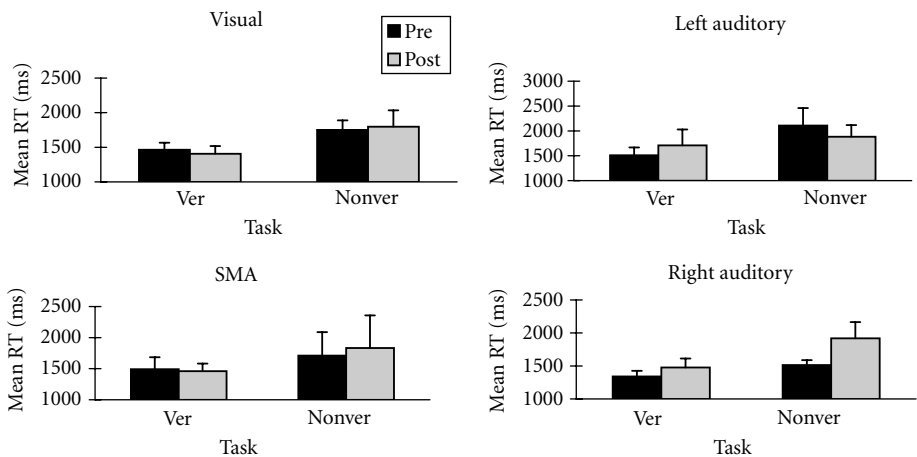 Visual
Pre
Post
Mean RT (ms)
2500
2000
1500
1000
Ver
Nonver
Task
Left auditory
Mean RT (ms)
3000
2500
2000
1500
1000
Ver
Nonver
Task
SMA
Mean RT (ms)
2500
2000
1500
1000
Ver
Nonver
Task
Right auditory
Mean RT (ms)
2500
2000
1500
1000
Ver
Nonver
Task